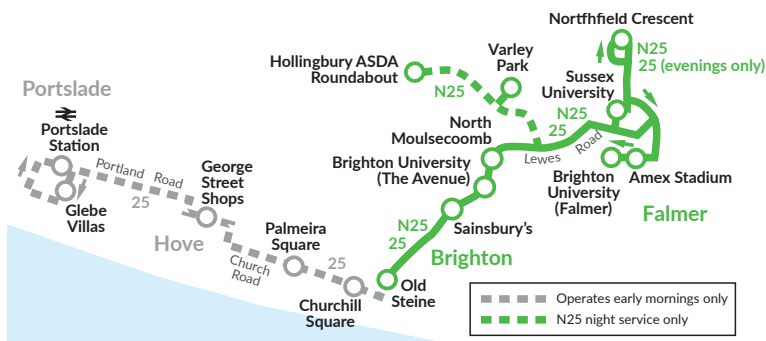 Nortfhfield Crescent
N25
25 (evenings only)
Varley
Park
Hollingbury ASDA
Roundabout
N25
Sussex
University
N25
25
Portslade
Portslade
Station
North
Moulsecoomb
Lewes
Road
Brighton University
(The Avenue)
Brighton
University
(Falmer)
Amex Stadium
Falmer
Portland Road
25
George
Street
Shops
Glebe
Villas
Hove
Palmeira
Square
N25
25
Sainsbury's
Brighton
Church
Road
25
Old
Steine
Churchill
Square
Operates early mornings only
N25 night service only